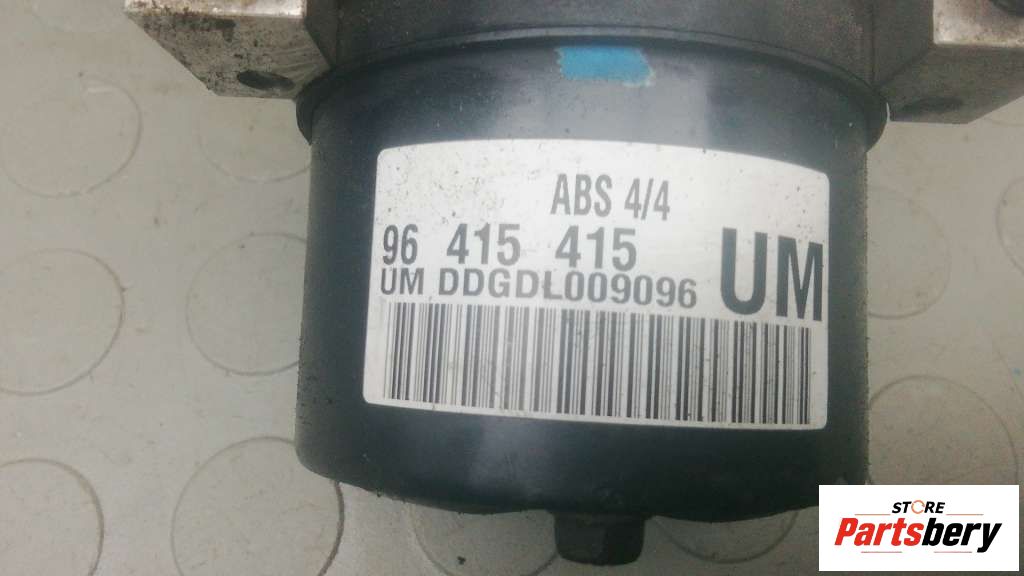 ABS 4/4
96 415 415
UM
UM DDGDL009096
STORE
Partsbery